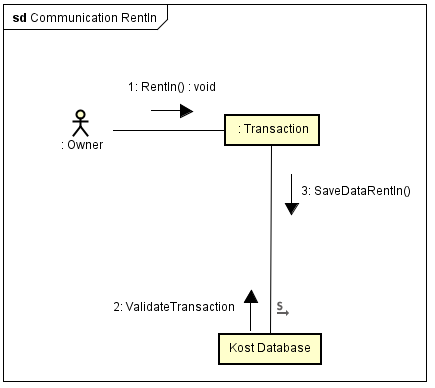 sd Communication RentIn
1: RentIn() : void
: Owner
: Transaction
3: SaveDataRentIn()
2: ValidateTransaction
S
Kost Database